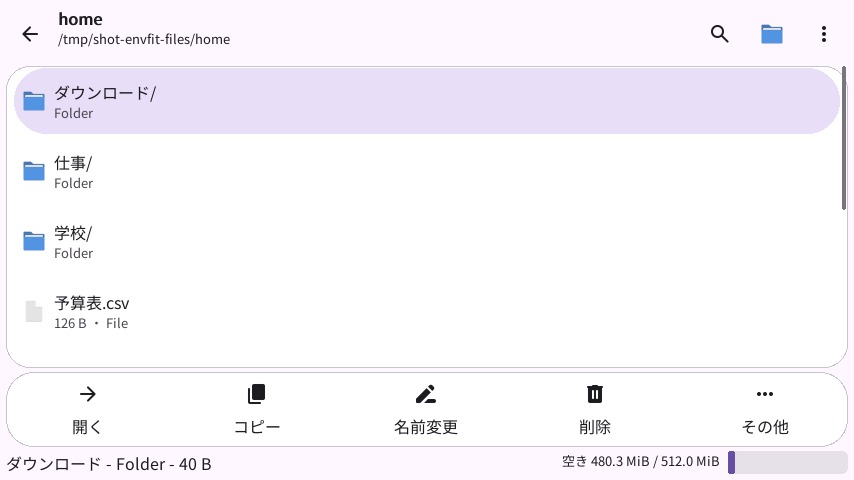 home
/tmp/shot-envfit-files/home
ダウンロード/
Folder
仕事/
Folder
学校/
Folder
予算表.csv
126 B・File
開く
コピー
名前変更
削除
その他
ダウンロード - Folder - 40 B
空き 480.3 MiB / 512.0 MiB